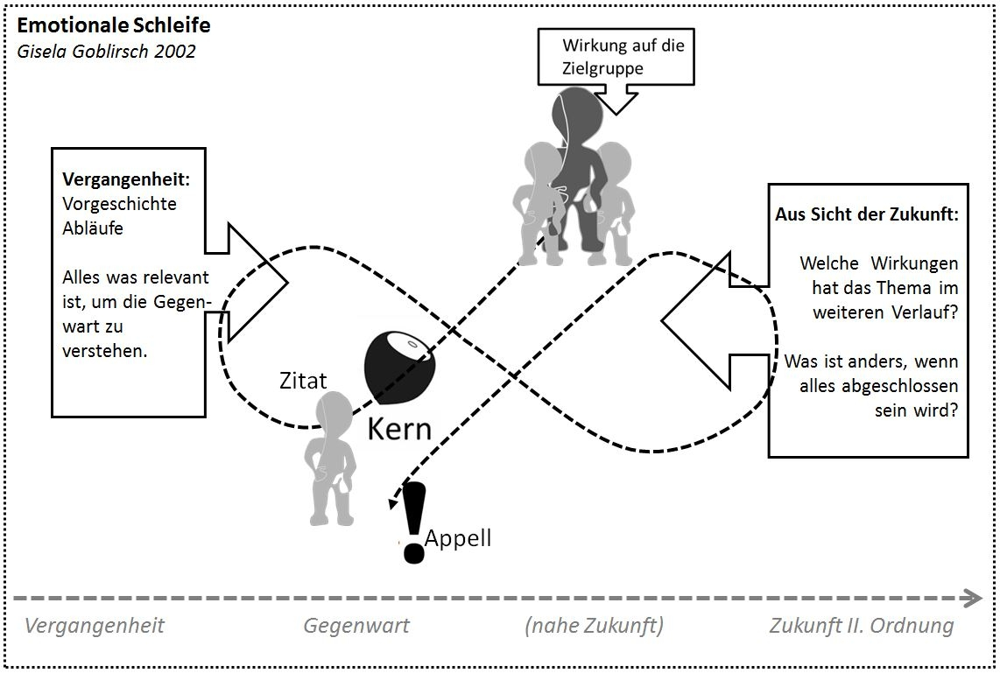 Emotionale Schleife
Gisela Goblirsch 2002
Wirkung auf die
Zielgruppe
Vergangenheit:
Vorgeschichte
Abläufe
Alles was relevant
ist, um die Gegen-
wart zu
verstehen.
Aus Sicht der Zukunft:
Welche Wirkungen
hat das Thema im
weiteren Verlauf?
Was ist anders, wenn
alles abgeschlossen
sein wird?
Zitat
Kern
Appell
Vergangenheit
Gegenwart
(nahe Zukunft)
Zukunft II. Ordnung